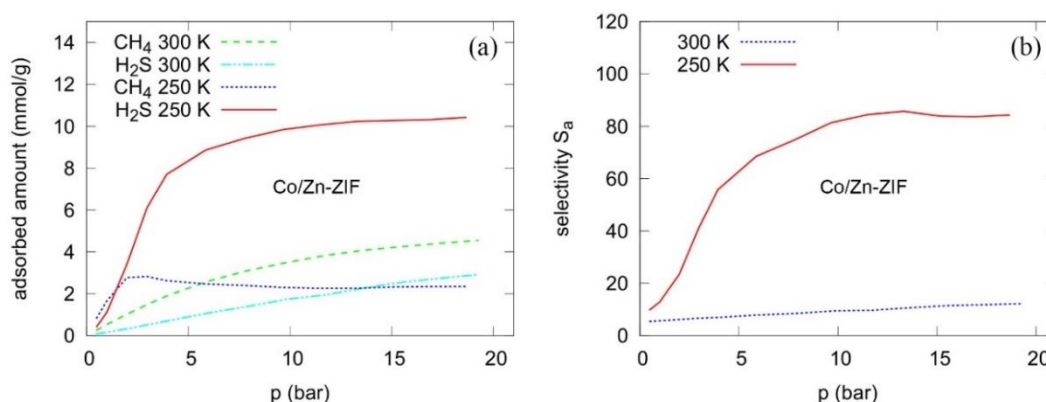 (a)
CH₄ 300 K
H₂S 300 K
CH₄ 250 K
H₂S 250 K
Co/Zn-ZIF
adsorbed amount (mmol/g)
14
12
10
8
6
4
2
0
0 5 10 15 20
p (bar)
(b)
300 K
250 K
Co/Zn-ZIF
selectivity Sₐ
120
100
80
60
40
20
0
0 5 10 15 20
p (bar)